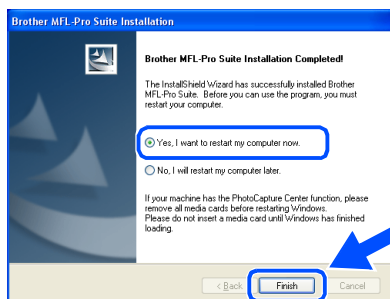 Brother MFL-Pro Suite Installation
Brother MFL-Pro Suite Installation Completed!
The InstallShield Wizard has successfully installed Brother
MFL-Pro Suite. Before you can use the program, you must
restart your computer.
Yes, I want to restart my computer now.
No, I will restart my computer later.
If your machine has the PhotoCapture Center function, please
remove all media cards before restarting Windows.
Please do not insert a media card until Windows has finished
loading.
< Back
Finish
Cancel